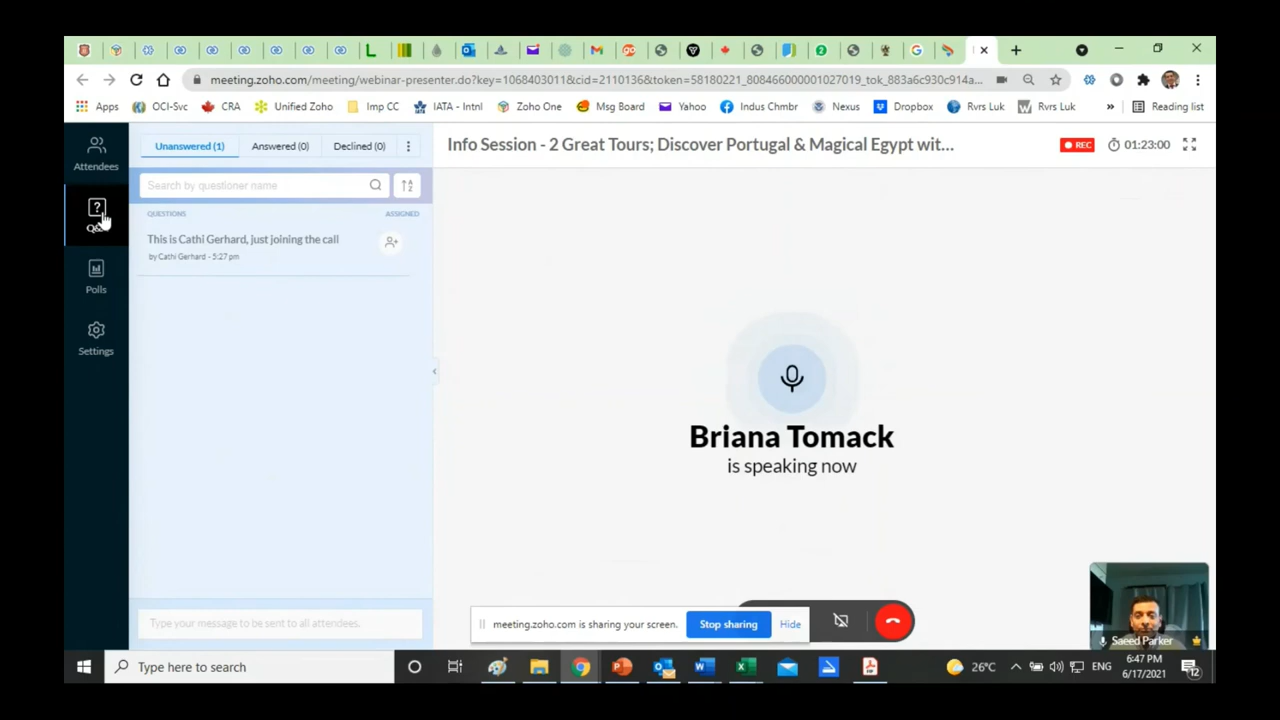 meeting.zoho.com/meeting/webinar-presenter.do?key=1068403011&cid=2110136&token=58180221_808466000001027019_tok_883a6c930c914a...
Apps OCI-Svc CRA Unified Zoho Imp CC IATA - Intnl Zoho One Msg Board Yahoo Indus Chmbr Nexus Dropbox Rvrs Luk Rvrs Luk » Reading list
Attendees
Q&A
Polls
Settings
Unanswered (1) Answered (0) Declined (0)
Search by questioner name
QUESTIONS ASSIGNED
This is Cathi Gerhard, just joining the call
by Cathi Gerhard - 5:27 pm
Type your message to be sent to all attendees.
Info Session - 2 Great Tours; Discover Portugal & Magical Egypt wit...
REC 01:23:00
Briana Tomack
is speaking now
meeting.zoho.com is sharing your screen. Stop sharing Hide
Saeed Parker
Type here to search
26°C ENG
6:47 PM
6/17/2021
12